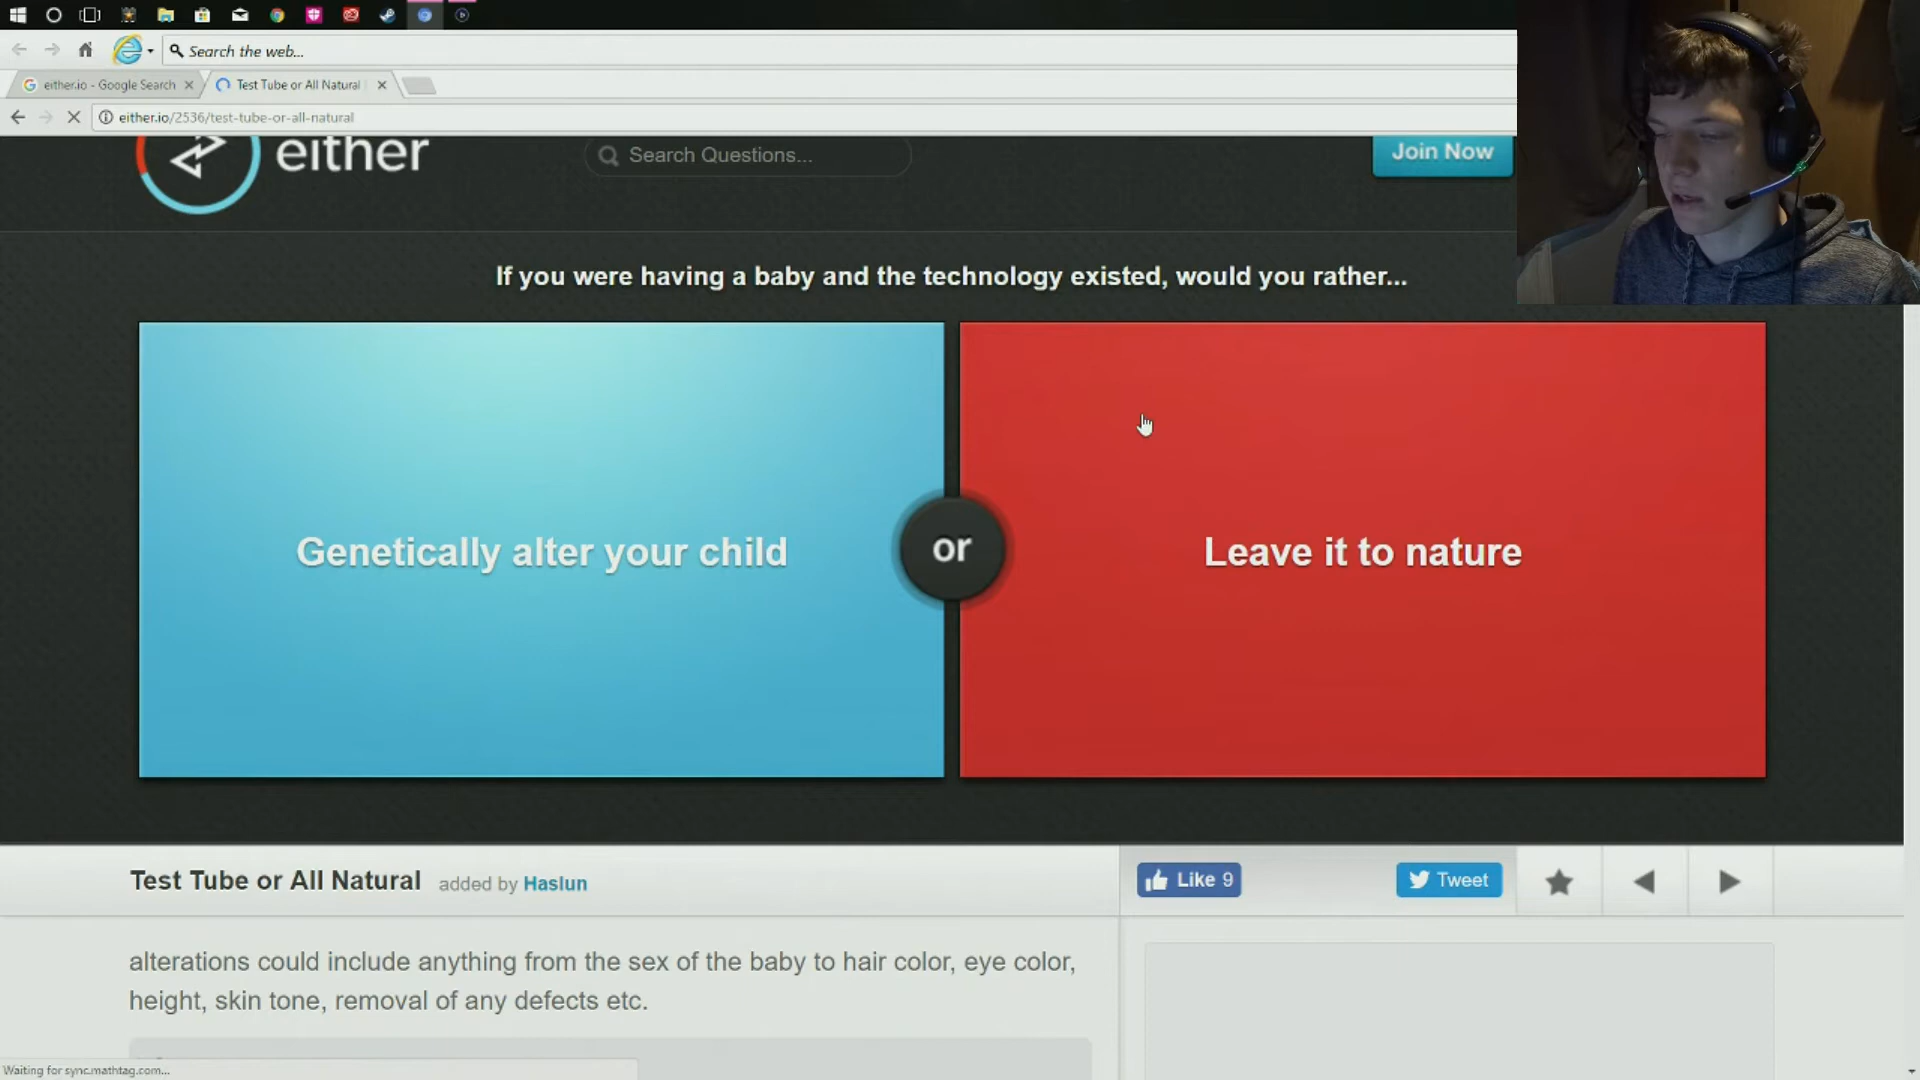 Search the web...
either.io - Google Search
Test Tube or All Natural
either.io/2536/test-tube-or-all-natural
either
Search Questions...
Join Now
If you were having a baby and the technology existed, would you rather...
Genetically alter your child
or
Leave it to nature
Test Tube or All Natural added by Haslun
Like 9
Tweet
alterations could include anything from the sex of the baby to hair color, eye color,
height, skin tone, removal of any defects etc.
Waiting for sync.mathtag.com...